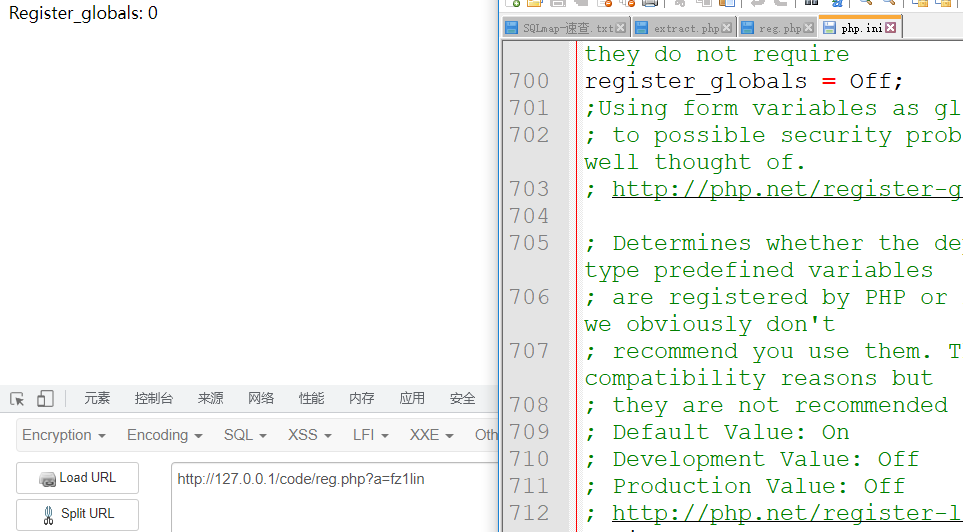 Register_globals: 0
元素 控制台 来源 网络 性能 内存 应用 安全
Encryption Encoding SQL XSS LFI XXE Oth
Load URL
http://127.0.0.1/code/reg.php?a=fz1lin
Split URL
SQLmap-速查.txt extract.php reg.php php.ini
they do not require
700 register_globals = Off;
701 ;Using form variables as gl
702 ; to possible security prob
well thought of.
703 ; http://php.net/register-g
704
705 ; Determines whether the dep
type predefined variables
706 ; are registered by PHP or
we obviously don't
707 ; recommend you use them. T
compatibility reasons but
708 ; they are not recommended
709 ; Default Value: On
710 ; Development Value: Off
711 ; Production Value: Off
712 ; http://php.net/register-l